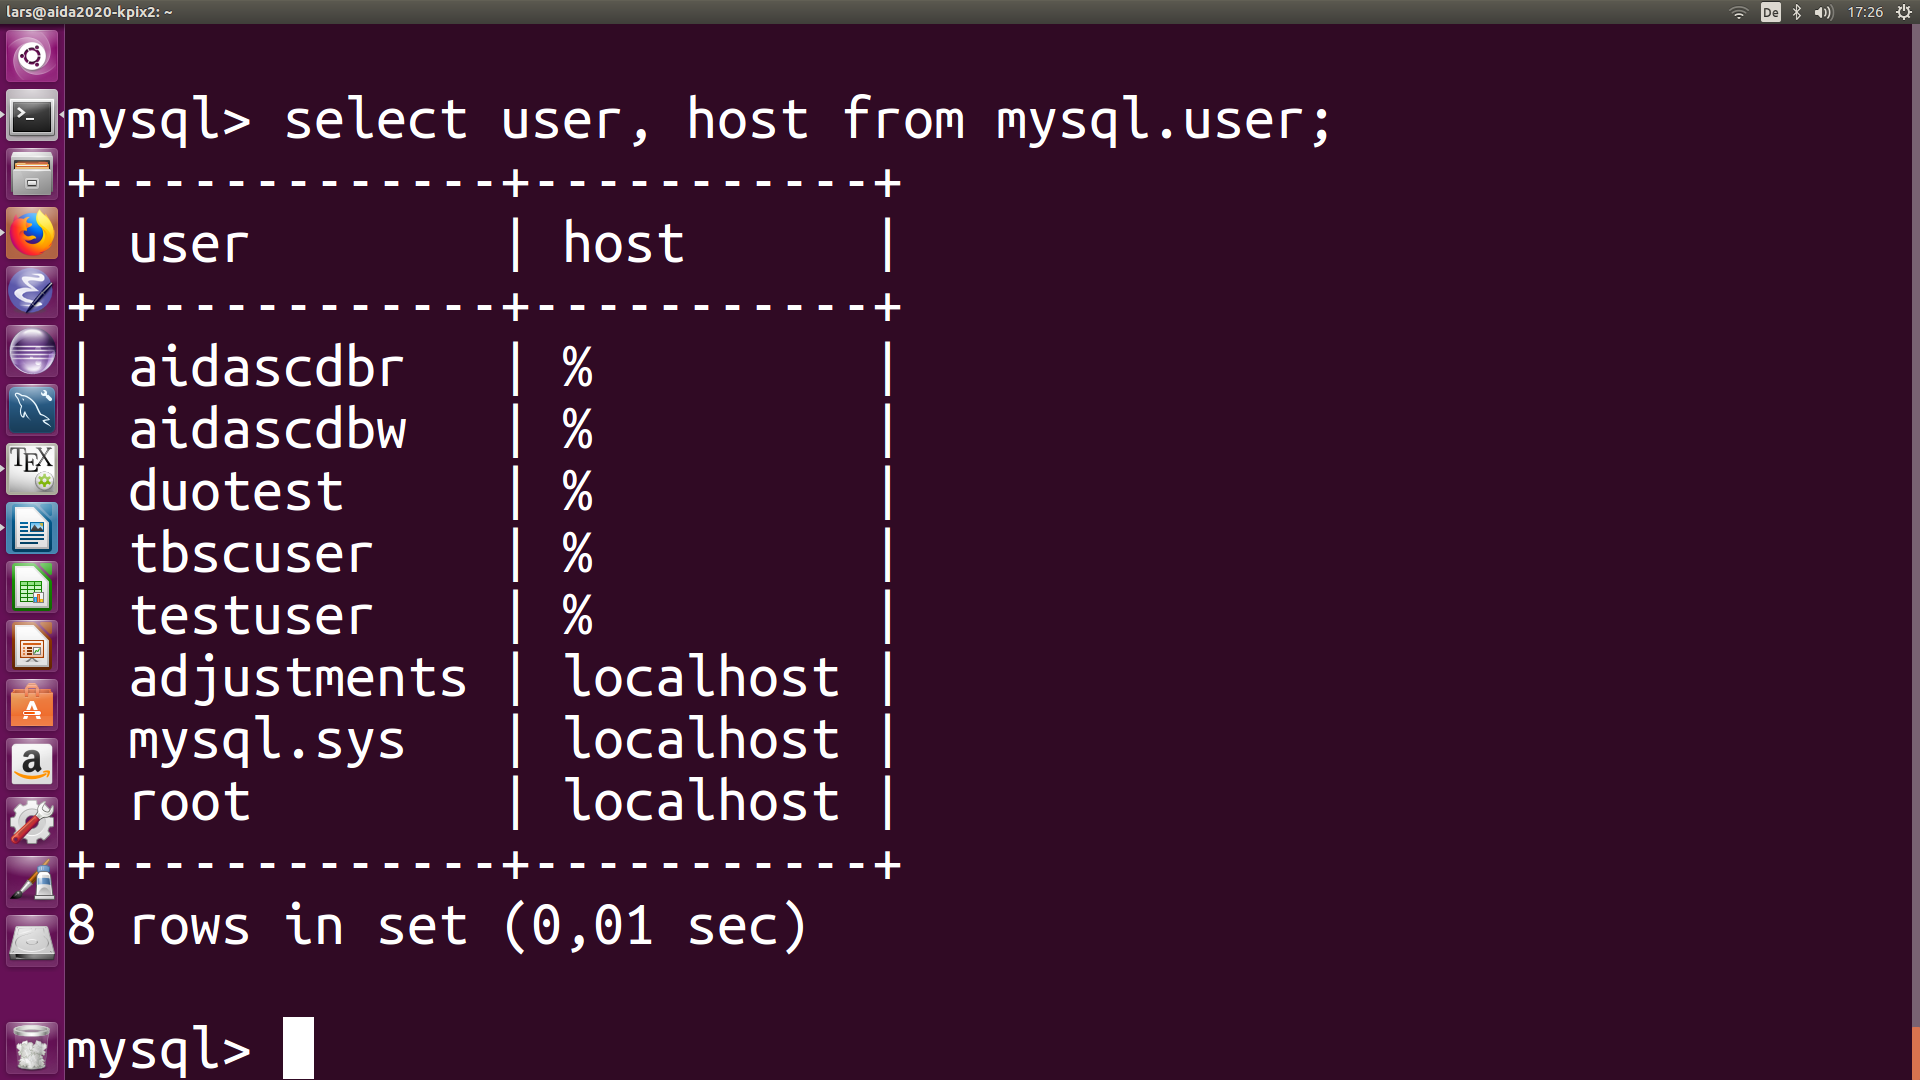 lars@aida2020-kpix2: ~
De
17:26
mysql> select user, host from mysql.user;
+-------------+-----------+
| user        | host      |
+-------------+-----------+
| aidascdbr   | %         |
| aidascdbw   | %         |
| duotest     | %         |
| tbscuser    | %         |
| testuser    | %         |
| adjustments | localhost |
| mysql.sys   | localhost |
| root        | localhost |
+-------------+-----------+
8 rows in set (0,01 sec)
mysql>
>_
TEX
A
a